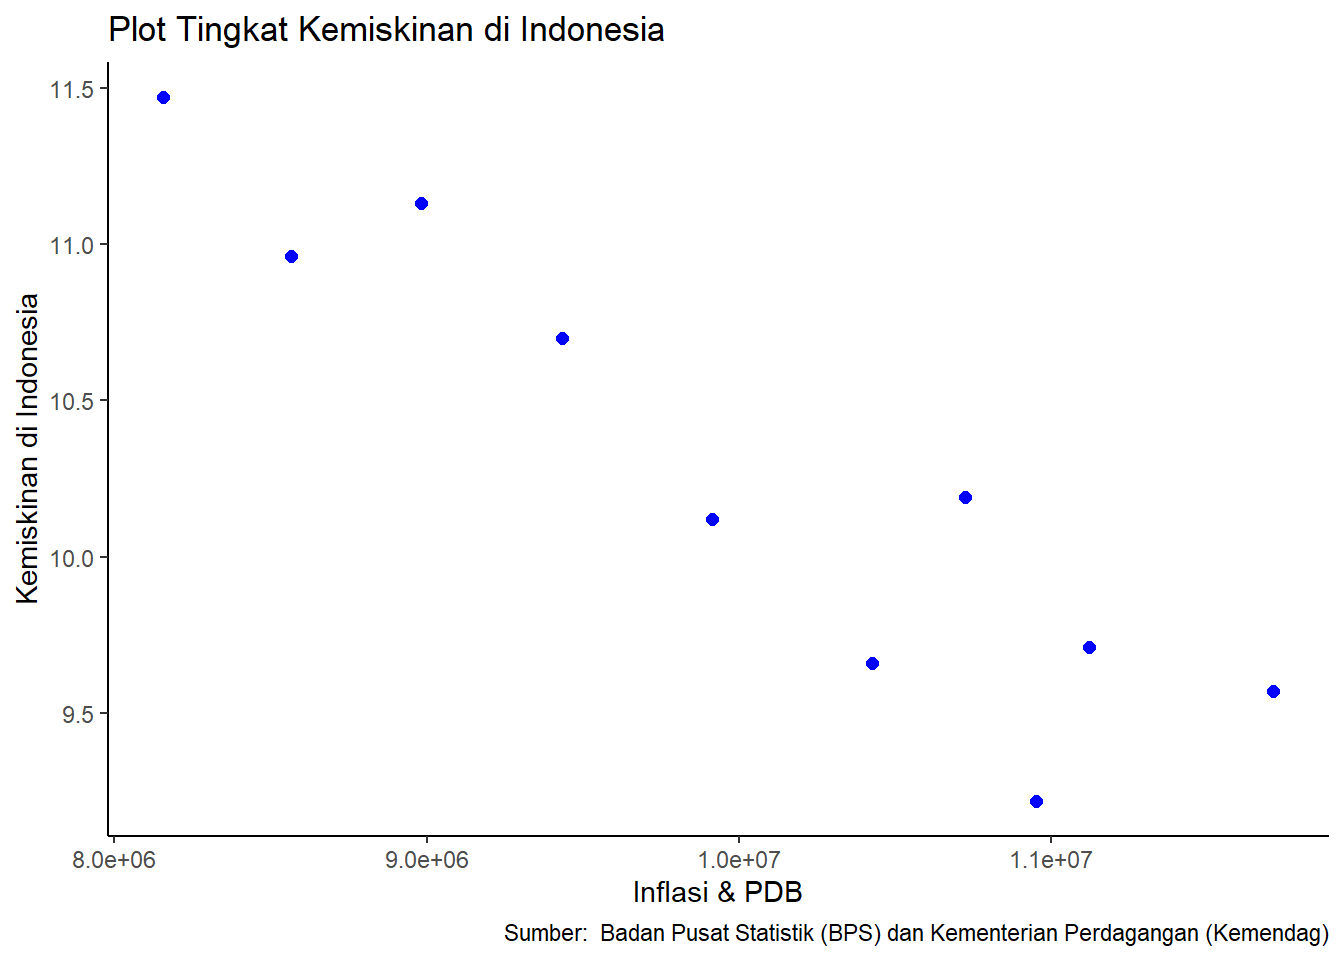 Plot Tingkat Kemiskinan di Indonesia
11.5
11.0
10.5
10.0
9.5
Kemiskinan di Indonesia
8.0e+06 9.0e+06 1.0e+07 1.1e+07
Inflasi & PDB
Sumber:  Badan Pusat Statistik (BPS) dan Kementerian Perdagangan (Kemendag)